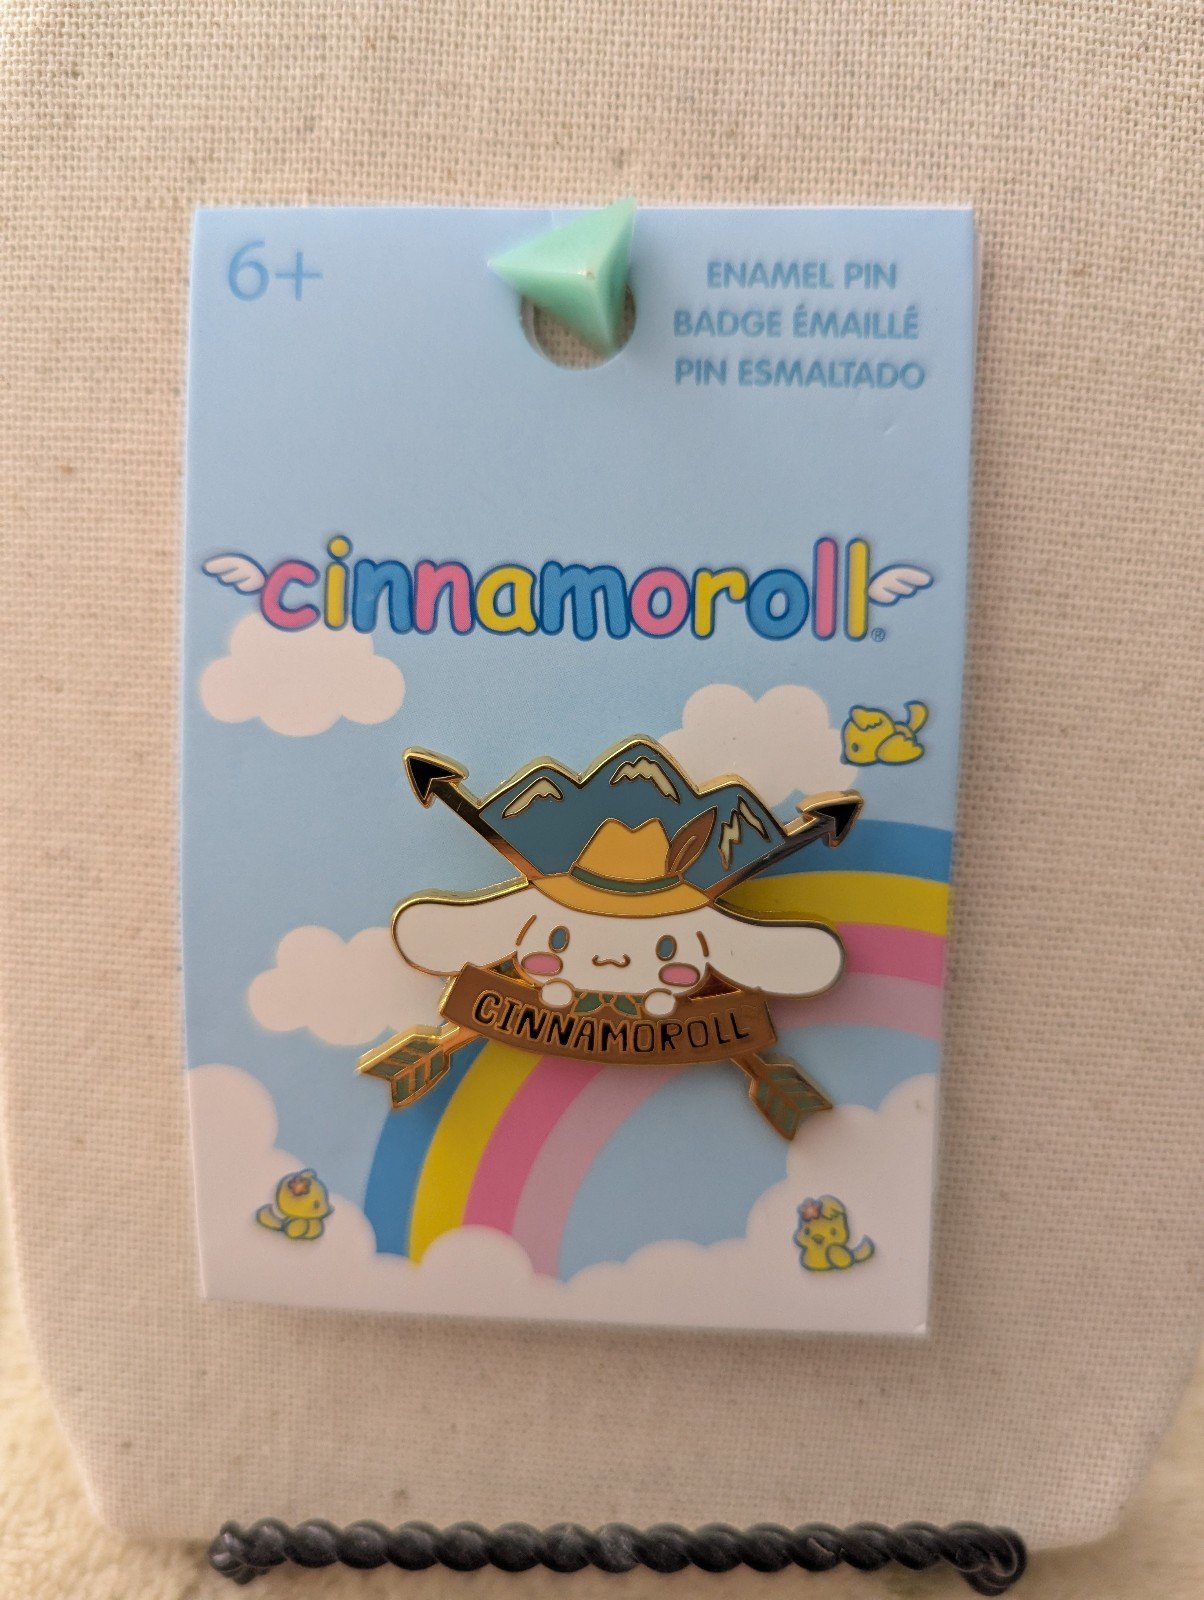 6+
ENAMEL PIN
BADGE ÉMAILLÉ
PIN ESMALTADO
cinnamoroll®
CINNAMOROLL